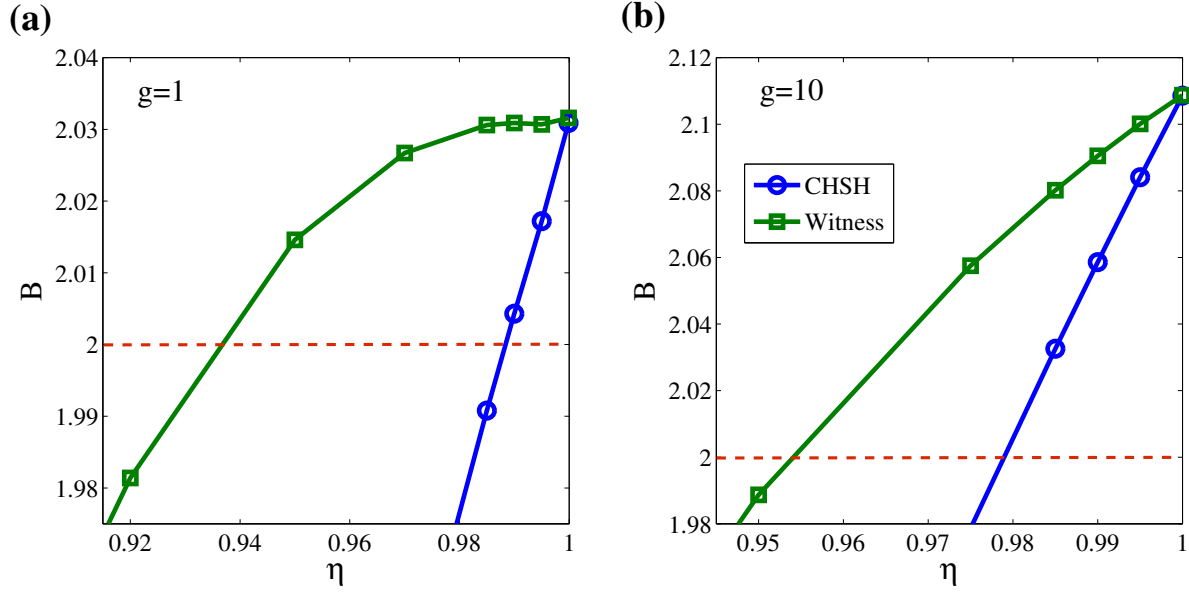 (a)
g=1
2.04
2.03
2.02
2.01
2
1.99
1.98
B
0.92 0.94 0.96 0.98 1
η
(b)
g=10
2.12
2.1
2.08
2.06
2.04
2.02
2
1.98
B
CHSH
Witness
0.95 0.96 0.97 0.98 0.99 1
η